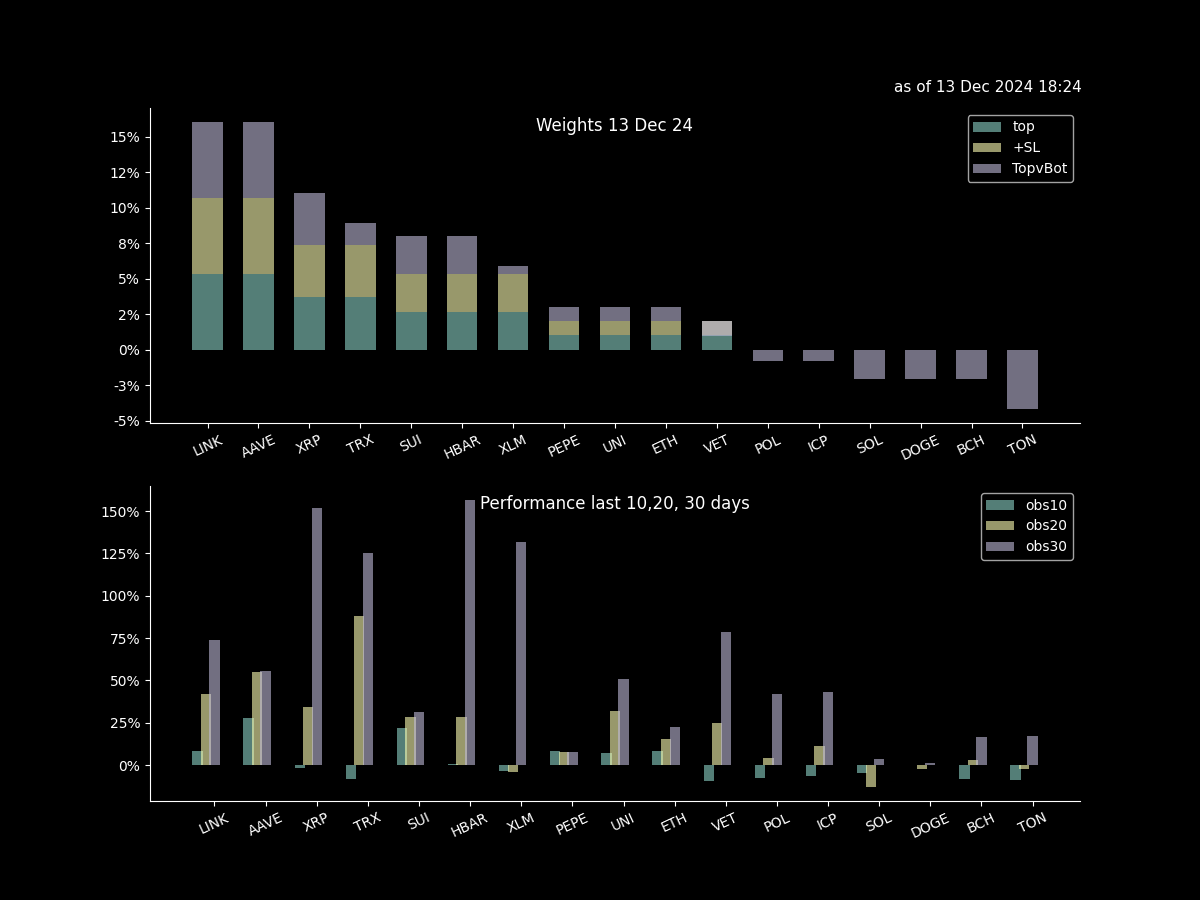 as of 13 Dec 2024 18:24
Weights 13 Dec 24
top
+SL
TopvBot
15%
12%
10%
8%
5%
2%
0%
-3%
-5%
LINK AAVE XRP TRX SUI HBAR XLM PEPE UNI ETH VET POL ICP SOL DOGE BCH TON
Performance last 10,20, 30 days
obs10
obs20
obs30
150%
125%
100%
75%
50%
25%
0%
LINK AAVE XRP TRX SUI HBAR XLM PEPE UNI ETH VET POL ICP SOL DOGE BCH TON